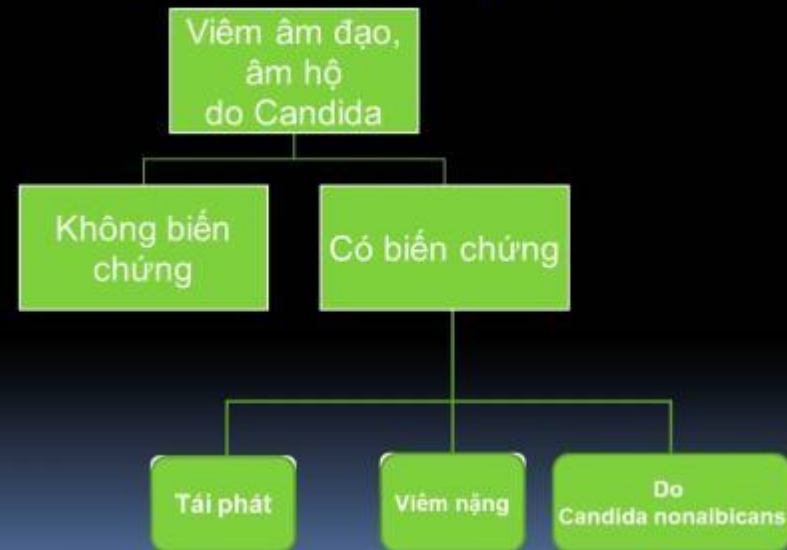 Viêm âm đạo,
âm hộ
do Candida
Không biến
chứng
Có biến chứng
Tái phát
Viêm nặng
Do
Candida nonalbicans